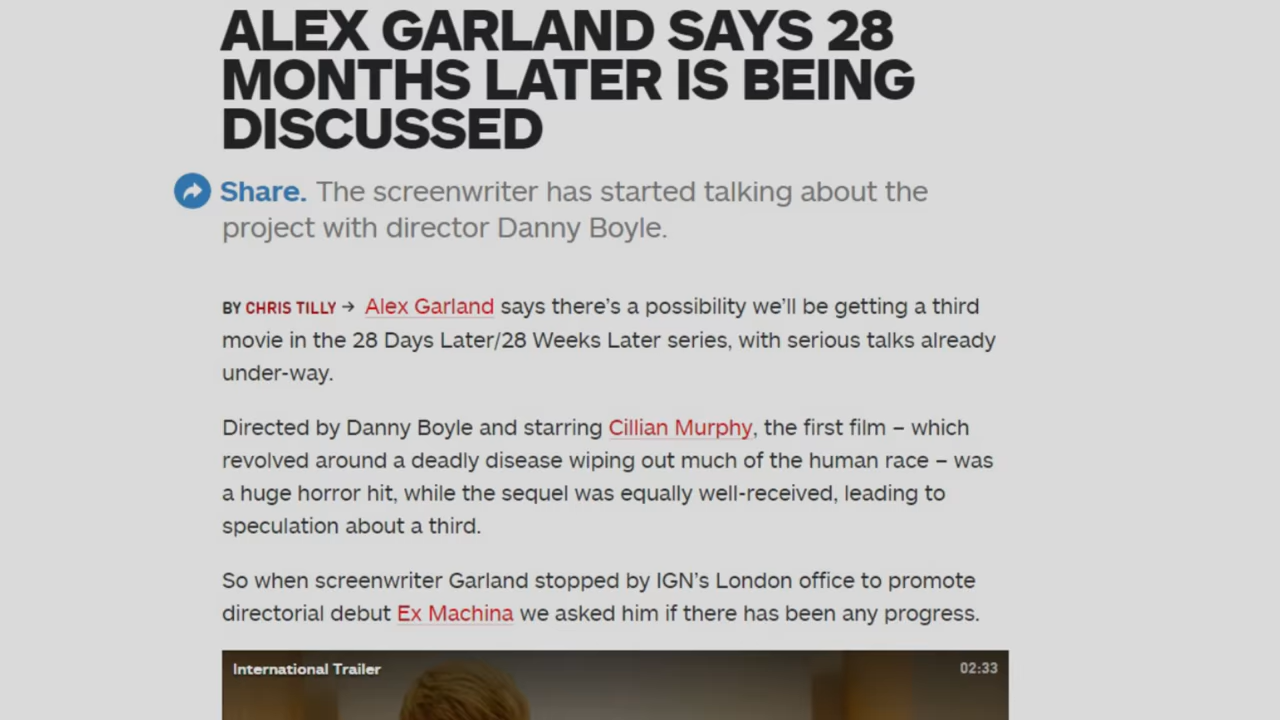 ALEX GARLAND SAYS 28
MONTHS LATER IS BEING
DISCUSSED
Share. The screenwriter has started talking about the
project with director Danny Boyle.
BY CHRIS TILLY → Alex Garland says there's a possibility we'll be getting a third
movie in the 28 Days Later/28 Weeks Later series, with serious talks already
under-way.
Directed by Danny Boyle and starring Cillian Murphy, the first film – which
revolved around a deadly disease wiping out much of the human race – was
a huge horror hit, while the sequel was equally well-received, leading to
speculation about a third.
So when screenwriter Garland stopped by IGN's London office to promote
directorial debut Ex Machina we asked him if there has been any progress.
International Trailer 02:33